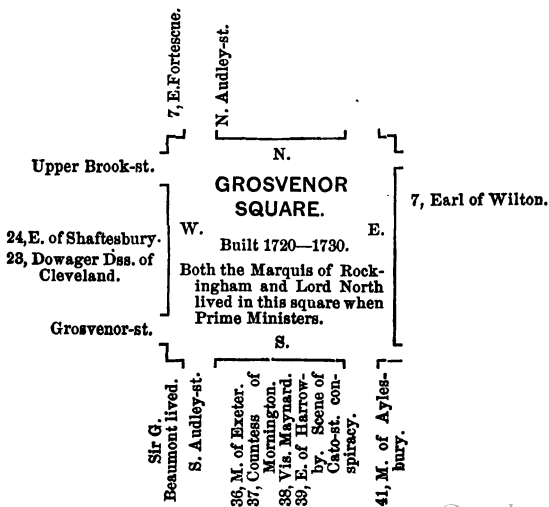 7, E.Fortescue.
N. Audley-st.
N.
Upper Brook-st.
GROSVENOR
SQUARE.
7, Earl of Wilton.
W.
E.
24, E. of Shaftesbury.
23, Dowager Dss. of
Cleveland.
Built 1720—1730.
Both the Marquis of Rock-
ingham and Lord North
lived in this square when
Prime Ministers.
Grosvenor-st.
S.
Sir G.
Beaumont lived.
S. Audley-st.
36, M. of Exeter.
37, Countess of
Mornington.
38, Vis. Maynard.
39, E. of Harrow-
by. Scene of
Cato-st. con-
spiracy.
41, M. of Ayles-
bury.